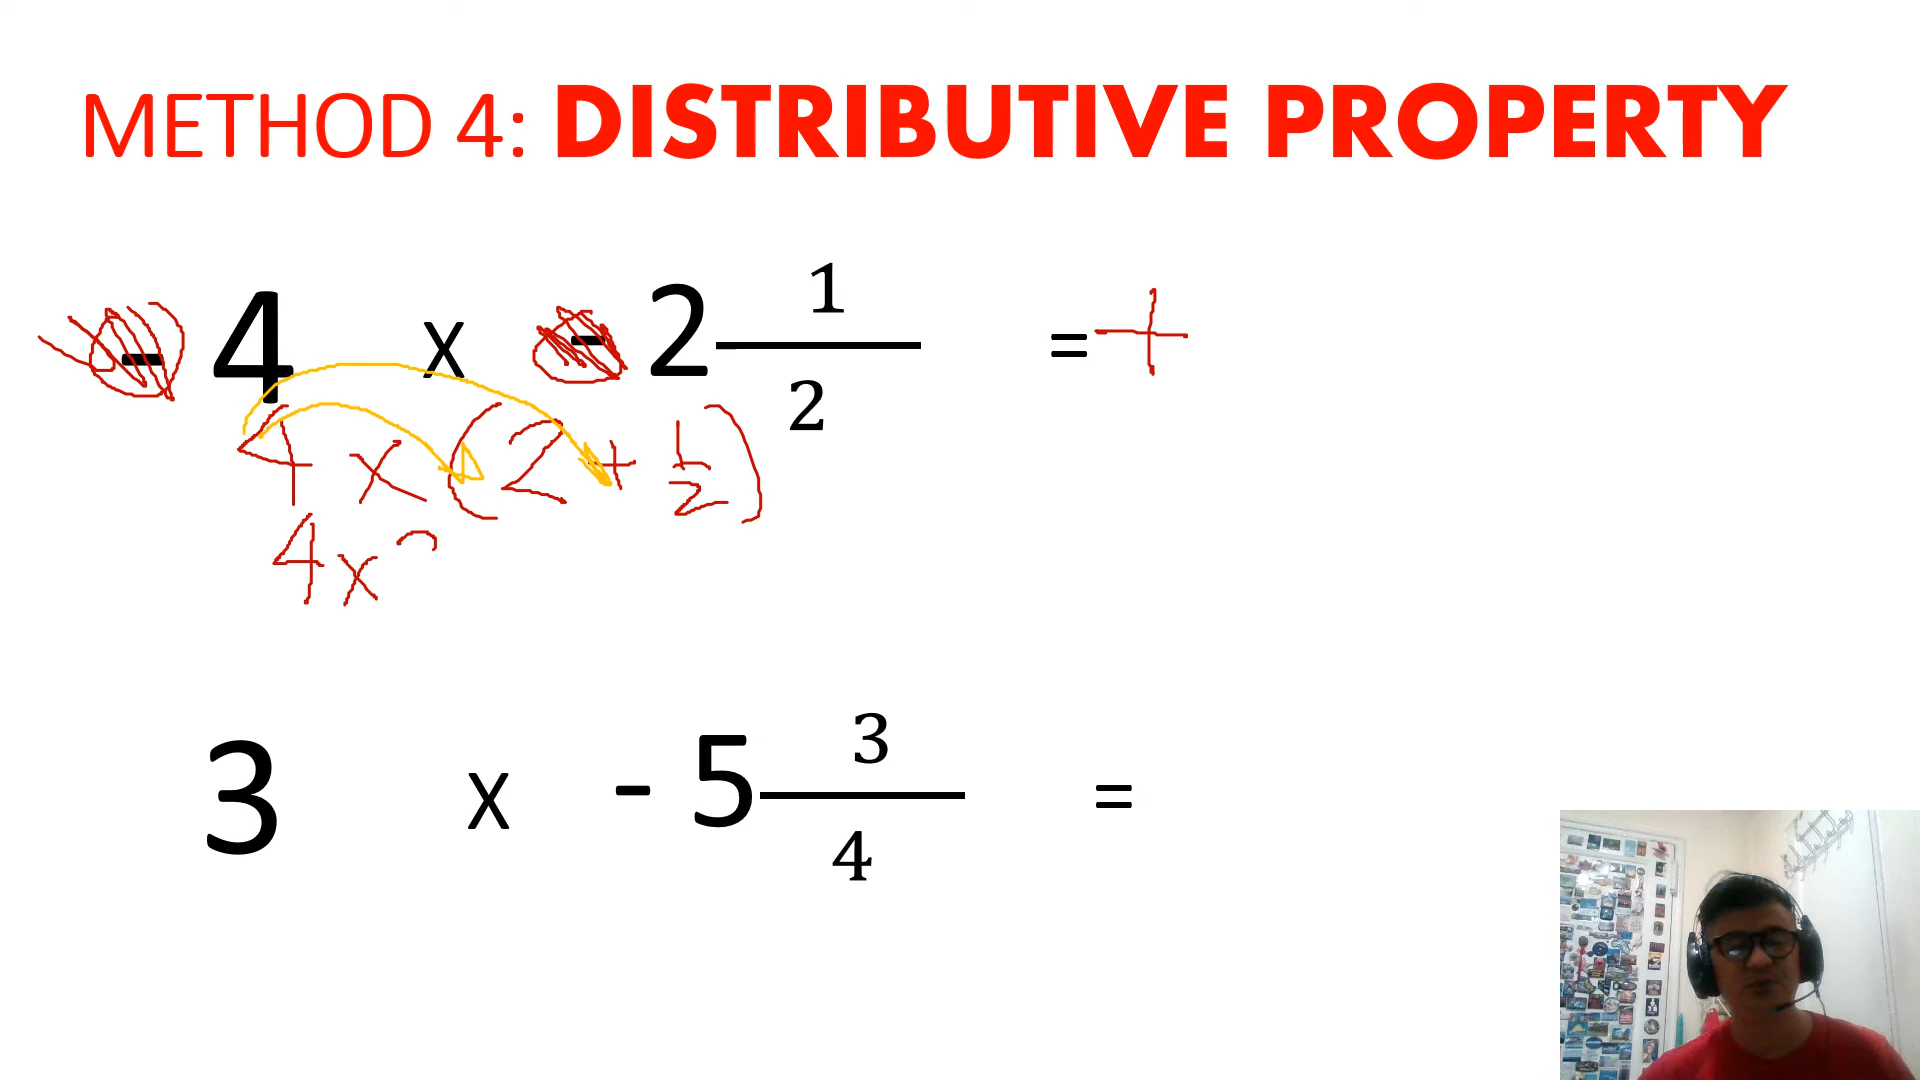 METHOD 4: DISTRIBUTIVE PROPERTY
- 4 x - 2 1/2 = +
4 x (2 + 1/2)
4 x
3 x - 5 3/4 =